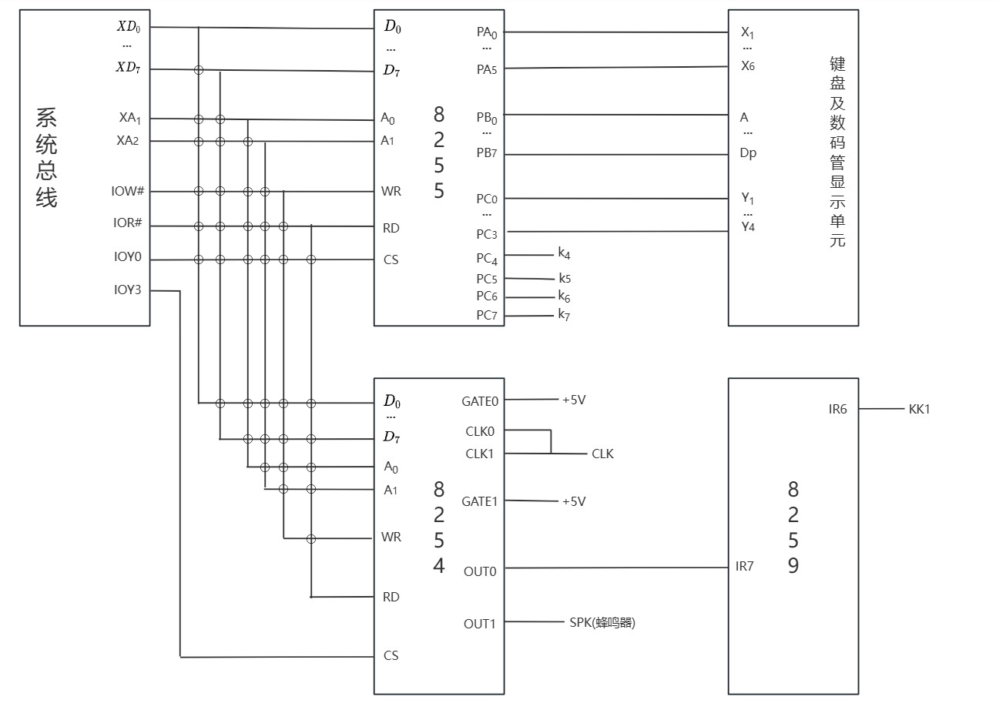 系统总线
XD0
...
XD7
XA1
XA2
IOW#
IOR#
IOY0
IOY3
D0
...
D7
A0
A1
WR
RD
CS
8255
PA0
...
PA5
PB0
...
PB7
PC0
...
PC3
PC4
PC5
PC6
PC7
k4
k5
k6
k7
X1
...
X6
A
...
Dp
Y1
...
Y4
键盘及数码管显示单元
D0
...
D7
A0
A1
WR
RD
CS
8254
GATE0
CLK0
CLK1
GATE1
OUT0
OUT1
+5V
CLK
+5V
SPK(蜂鸣器)
IR6
IR7
8259
KK1